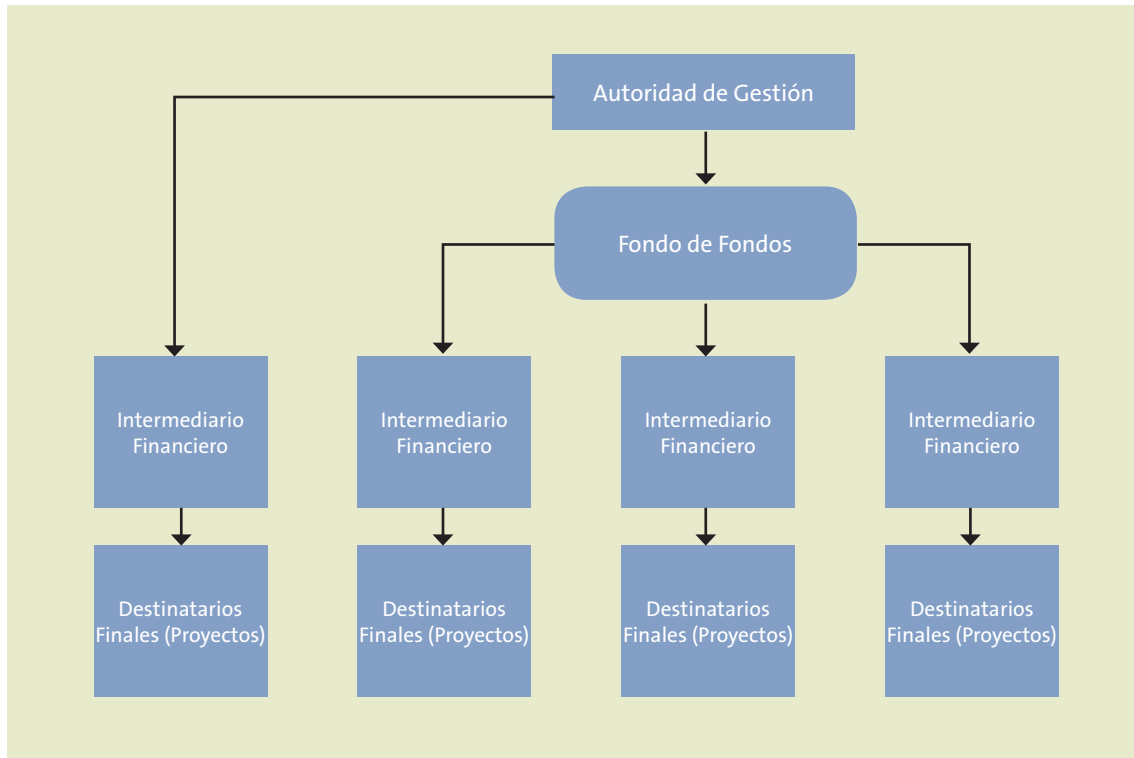 Autoridad de Gestión
Fondo de Fondos
Intermediario
Financiero
Intermediario
Financiero
Intermediario
Financiero
Intermediario
Financiero
Destinatarios
Finales (Proyectos)
Destinatarios
Finales (Proyectos)
Destinatarios
Finales (Proyectos)
Destinatarios
Finales (Proyectos)